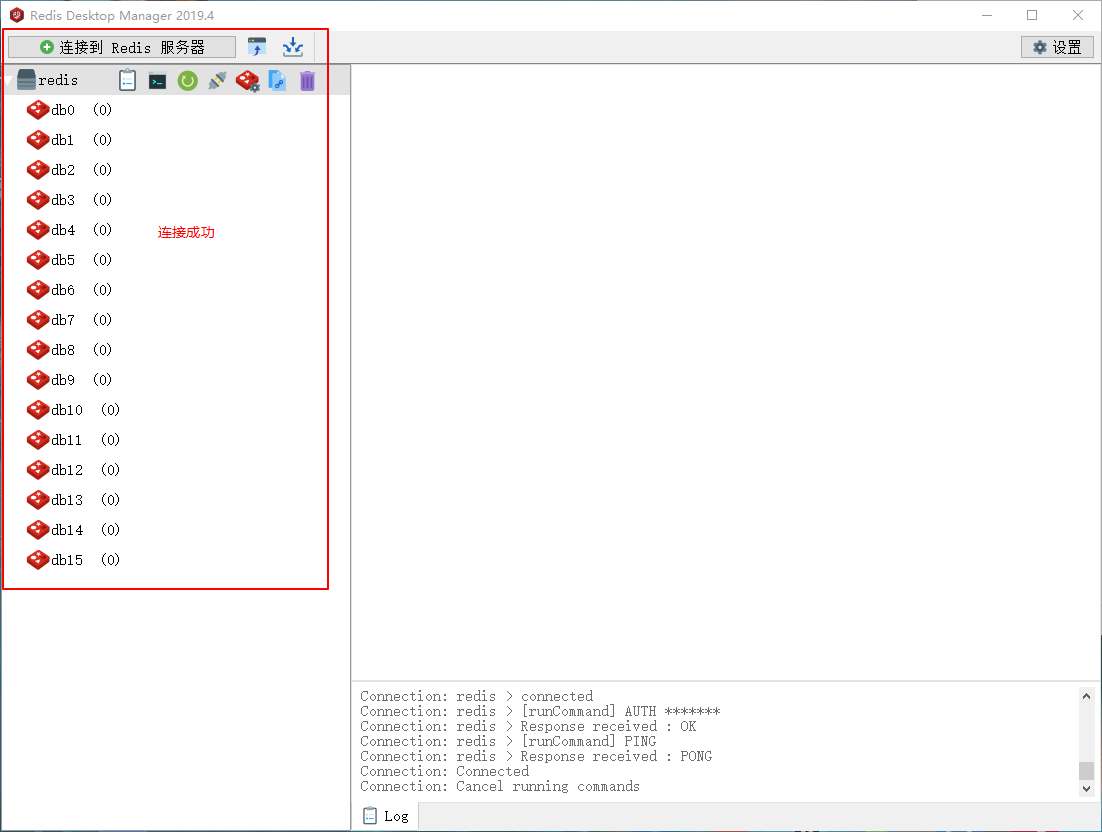 Redis Desktop Manager 2019.4
连接到 Redis 服务器
设置
redis
db0 (0)
db1 (0)
db2 (0)
db3 (0)
db4 (0)
连接成功
db5 (0)
db6 (0)
db7 (0)
db8 (0)
db9 (0)
db10 (0)
db11 (0)
db12 (0)
db13 (0)
db14 (0)
db15 (0)
Connection: redis > connected
Connection: redis > [runCommand] AUTH *******
Connection: redis > Response received : OK
Connection: redis > [runCommand] PING
Connection: redis > Response received : PONG
Connection: Connected
Connection: Cancel running commands
Log